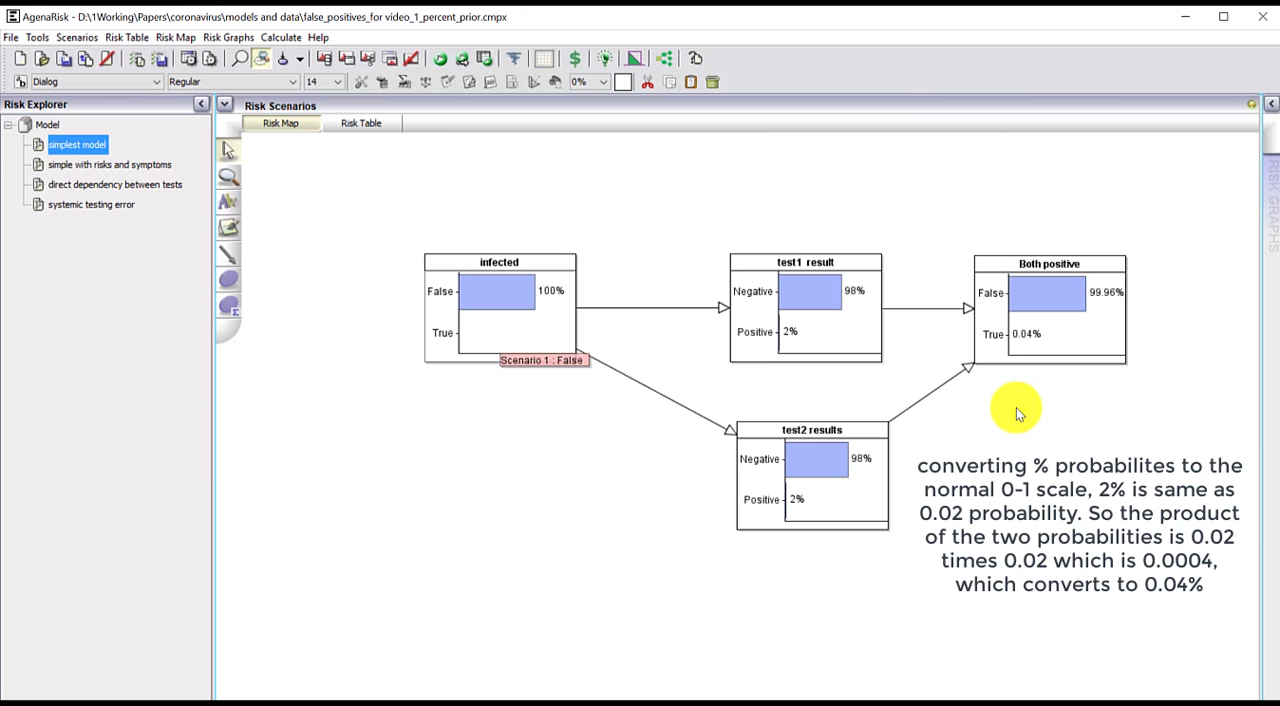 AgenaRisk - D:\1Working\Papers\coronavirus\models and data\false_positives_for video_1_percent_prior.cmpx
File Tools Scenarios Risk Table Risk Map Risk Graphs Calculate Help
Dialog Regular 14 0%
Risk Explorer
Risk Scenarios
Model
Risk Map Risk Table
simplest model
simple with risks and symptoms
direct dependency between tests
systemic testing error
RISK GRAPHS
infected
False 100%
True
Scenario 1 : False
test1 result
Negative 98%
Positive 2%
Both positive
False 99.96%
True 0.04%
test2 results
Negative 98%
Positive 2%
converting % probabilites to the
normal 0-1 scale, 2% is same as
0.02 probability. So the product
of the two probabilities is 0.02
times 0.02 which is 0.0004,
which converts to 0.04%